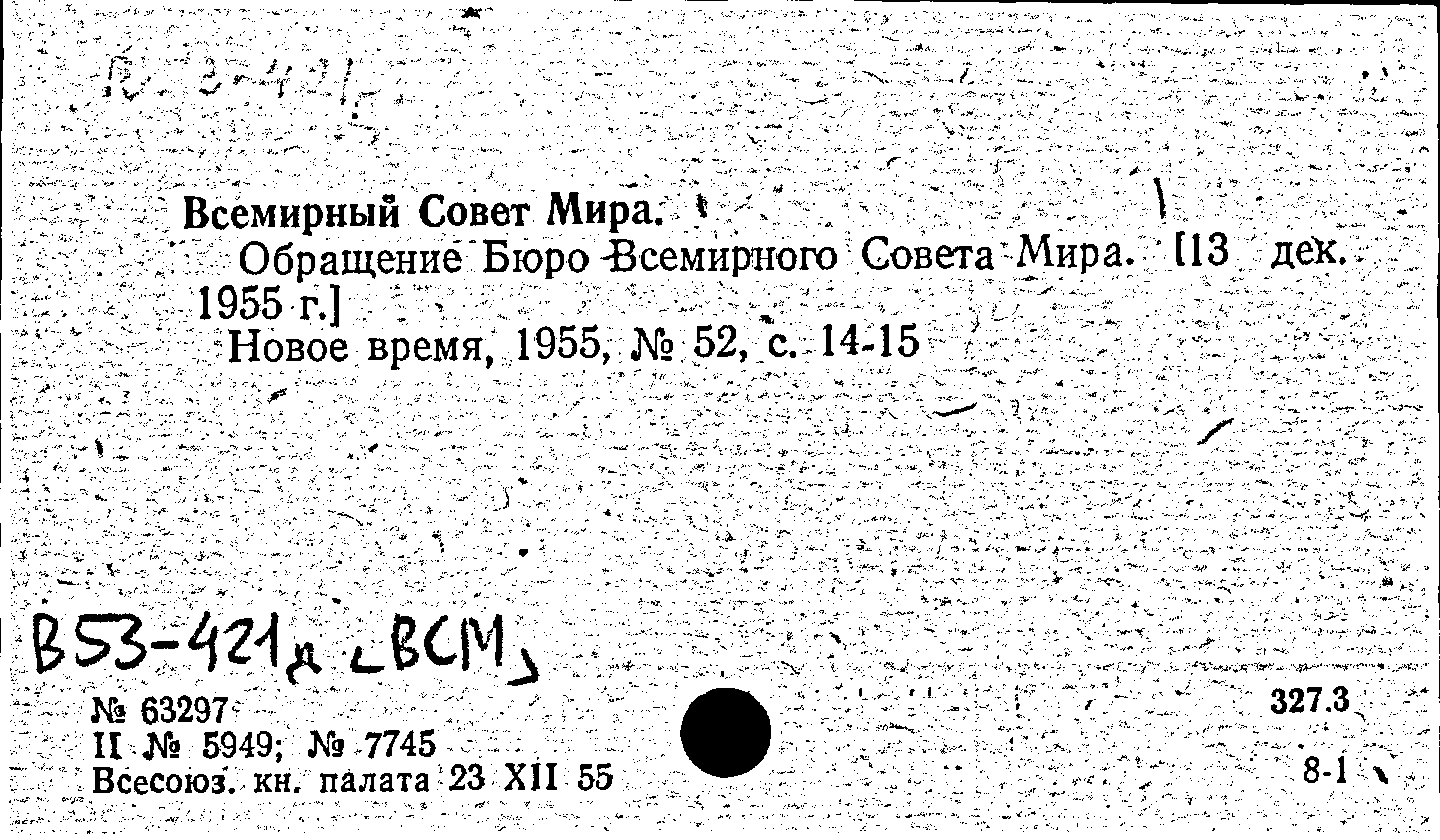 Всемирный Совет Мира.
Обращение Бюро Всемирного Совета Мира. [13 дек.
1955 г.]
Новое время, 1955, № 52, с. 14-15
В53-421д [ВСМ]
№ 63297
II № 5949; № 7745
Всесоюз. кн. палата 23 XII 55
327.3
8-1